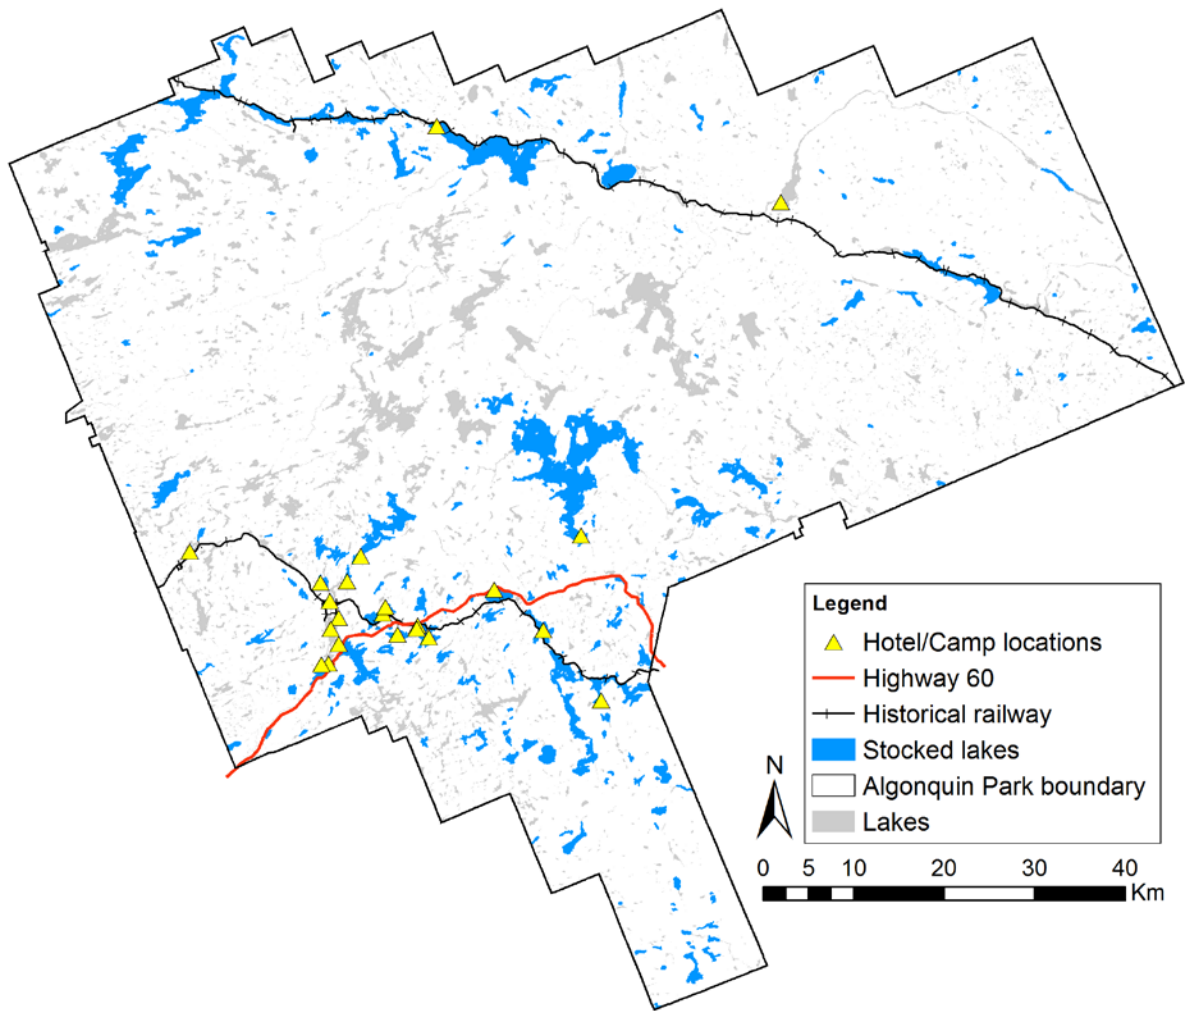 Legend
Hotel/Camp locations
Highway 60
Historical railway
Stocked lakes
Algonquin Park boundary
Lakes
N
0 5 10 20 30 40
Km